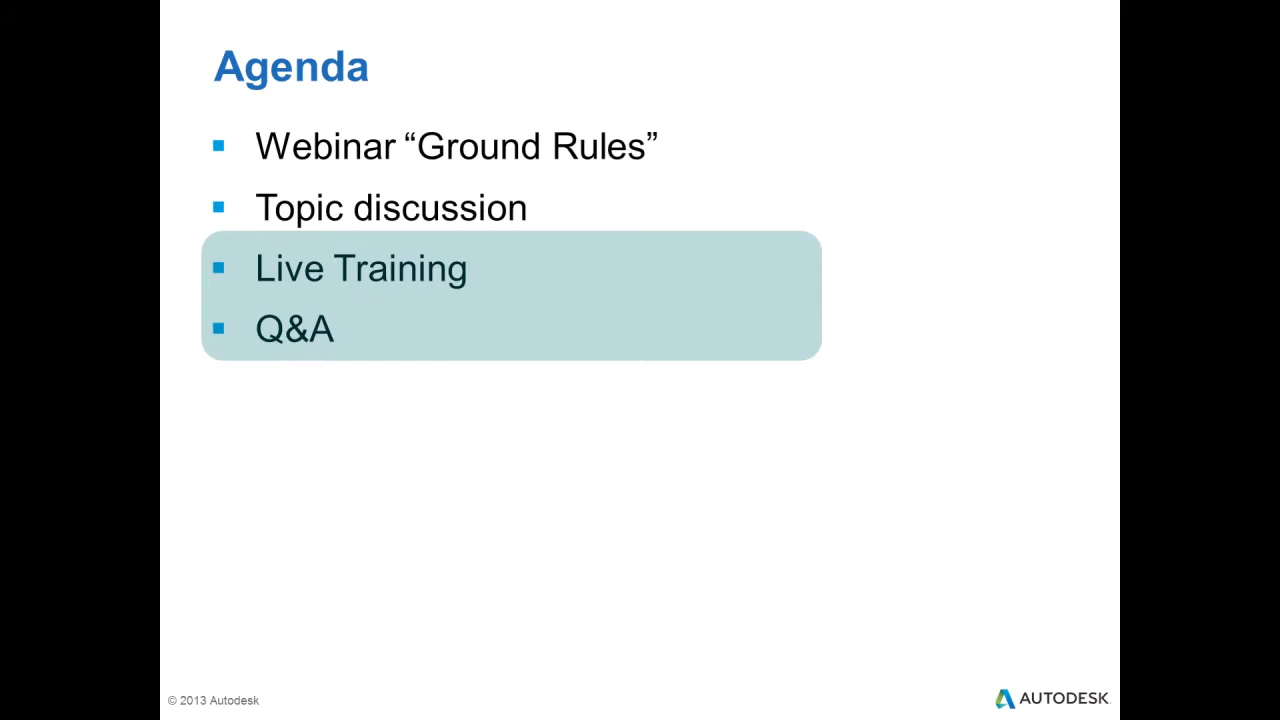 Agenda
Webinar “Ground Rules”
Topic discussion
Live Training
Q&A
© 2013 Autodesk
AUTODESK